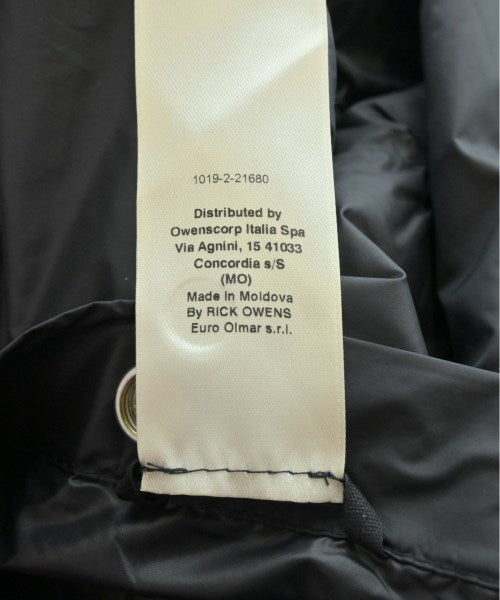 1019-2-21680
Distributed by
Owenscorp Italia Spa
Via Agnini, 15 41033
Concordia s/S
(MO)
Made in Moldova
By RICK OWENS
Euro Olmar s.r.l.